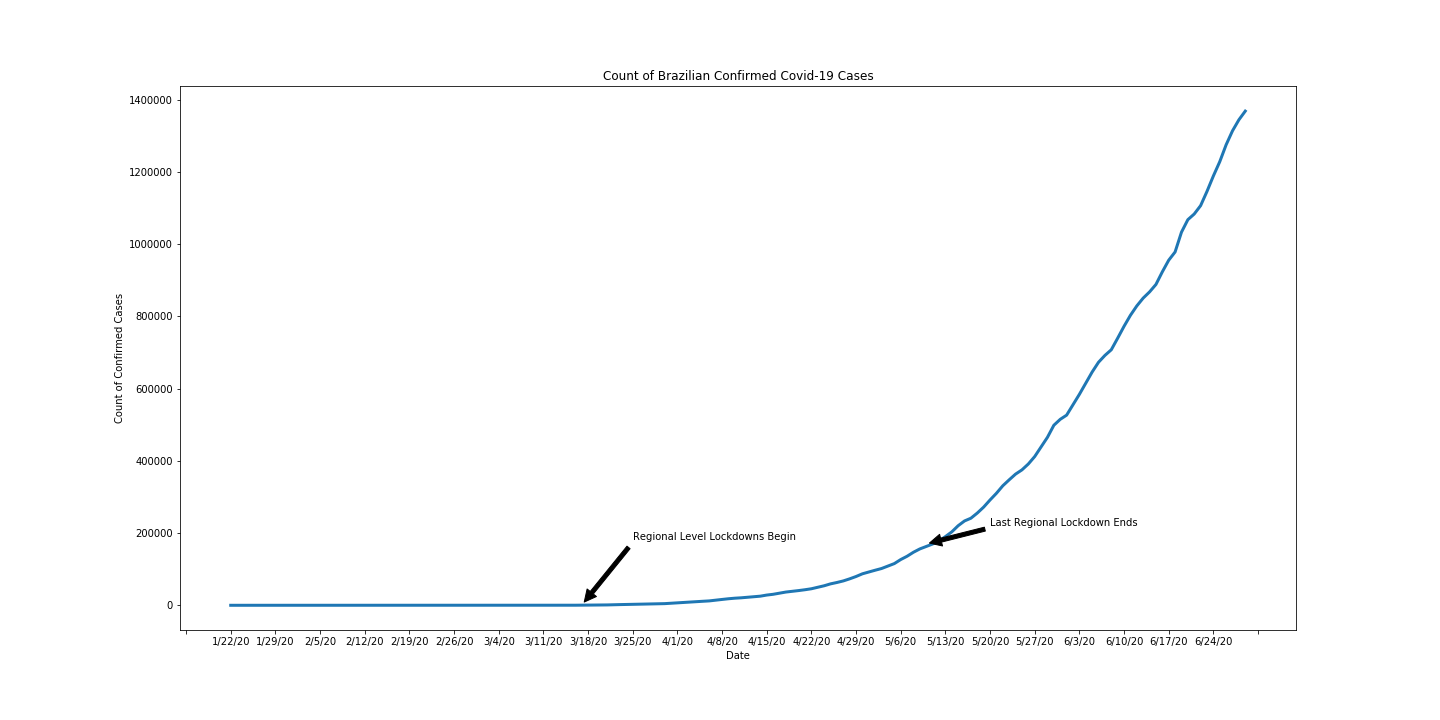 Count of Brazilian Confirmed Covid-19 Cases
1400000
1200000
1000000
800000
600000
400000
200000
0
Count of Confirmed Cases
Regional Level Lockdowns Begin
Last Regional Lockdown Ends
1/22/20 1/29/20 2/5/20 2/12/20 2/19/20 2/26/20 3/4/20 3/11/20 3/18/20 3/25/20 4/1/20 4/8/20 4/15/20 4/22/20 4/29/20 5/6/20 5/13/20 5/20/20 5/27/20 6/3/20 6/10/20 6/17/20 6/24/20
Date